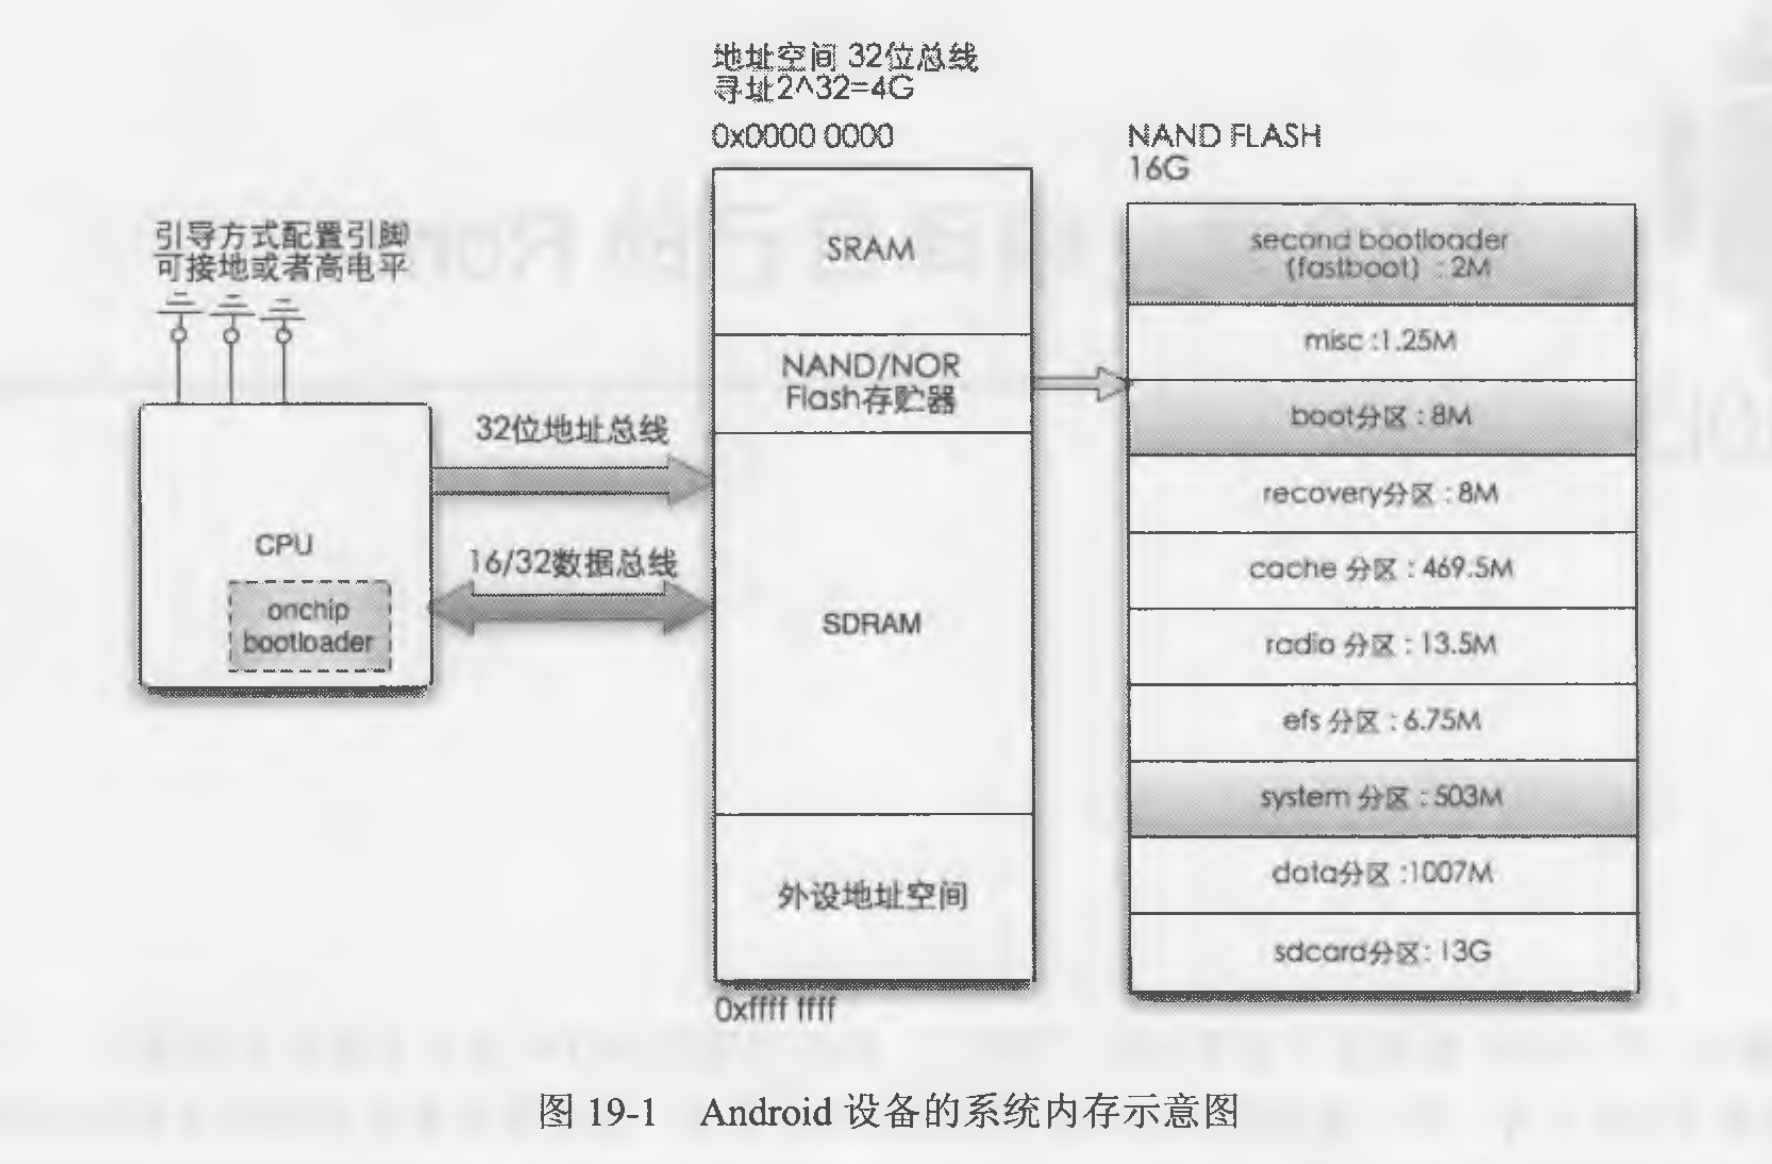 地址空间 32位总线
寻址2^32=4G
0x0000 0000
NAND FLASH
16G
引导方式配置引脚
可接地或者高电平
SRAM
NAND/NOR
Flash存贮器
SDRAM
外设地址空间
0xffff ffff
32位地址总线
16/32数据总线
CPU
onchip
bootloader
second bootloader
(fastboot) : 2M
misc :1.25M
boot分区 : 8M
recovery分区 : 8M
cache 分区 : 469.5M
radio 分区 : 13.5M
efs 分区 : 6.75M
system 分区 : 503M
data分区 :1007M
sdcard分区: 13G
图 19-1 Android 设备的系统内存示意图